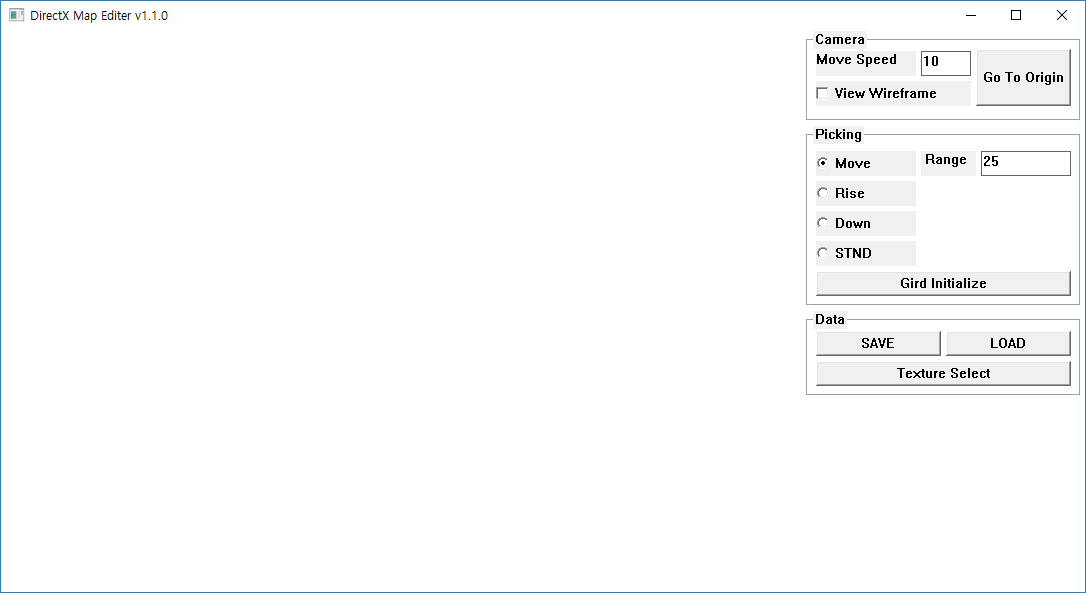 DirectX Map Editer v1.1.0
Camera
Move Speed 10 Go To Origin
View Wireframe
Picking
Move Range 25
Rise
Down
STND
Gird Initialize
Data
SAVE LOAD
Texture Select